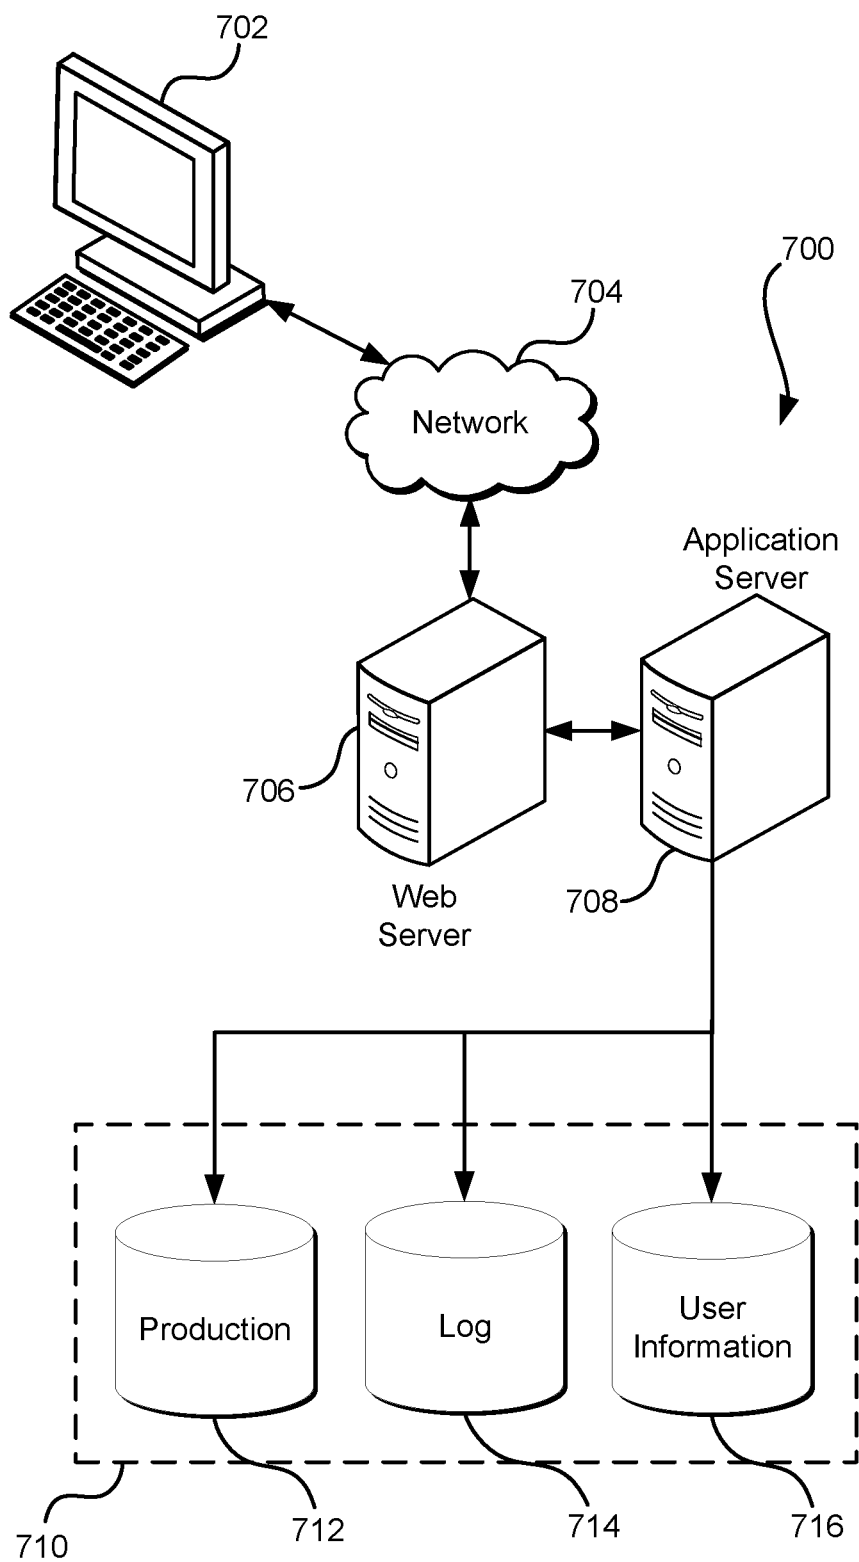 702
700
704
Network
Application
Server
706
708
Web
Server
Production
Log
User
Information
710
712
714
716